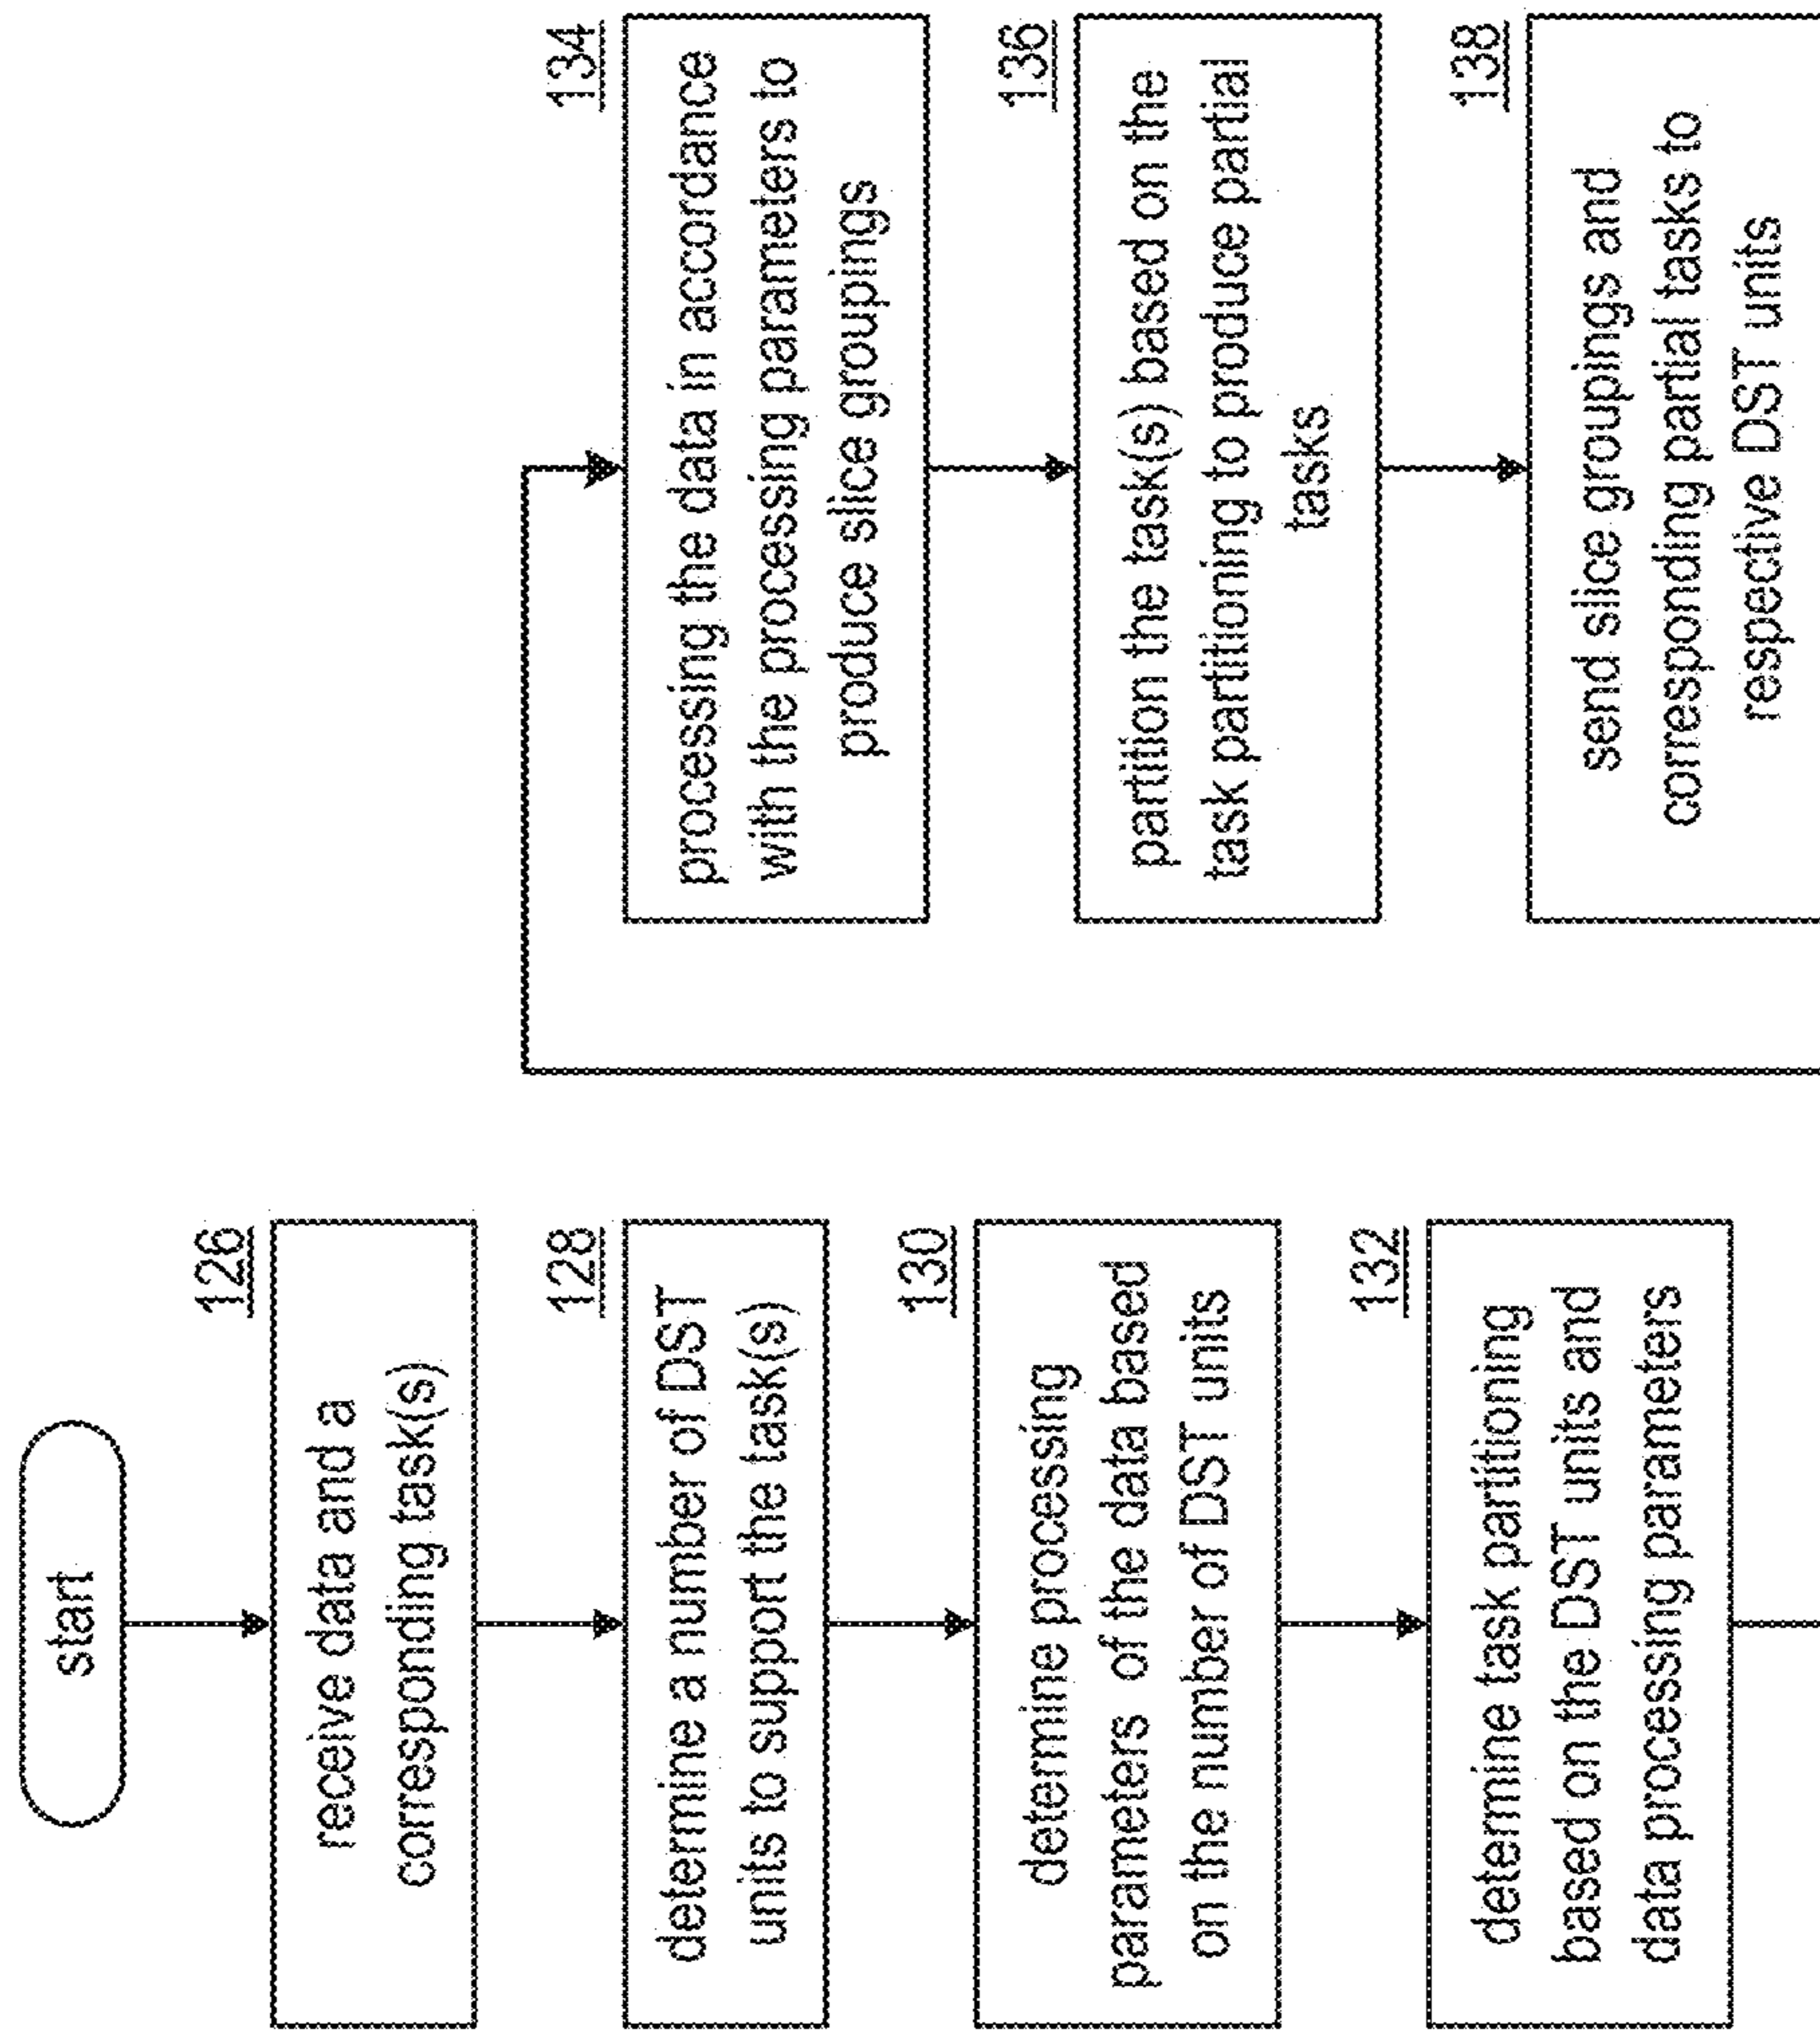 start
126
receive data and a
corresponding task(s)
128
determine a number of DST
units to support the task(s)
130
determine processing
parameters of the data based
on the number of DST units
132
determine task partitioning
based on the DST units and
data processing parameters
134
processing the data in accordance
with the processing parameters to
produce slice groupings
136
partition the task(s) based on the
task partitioning to produce partial
tasks
138
send slice groupings and
corresponding partial tasks to
respective DST units